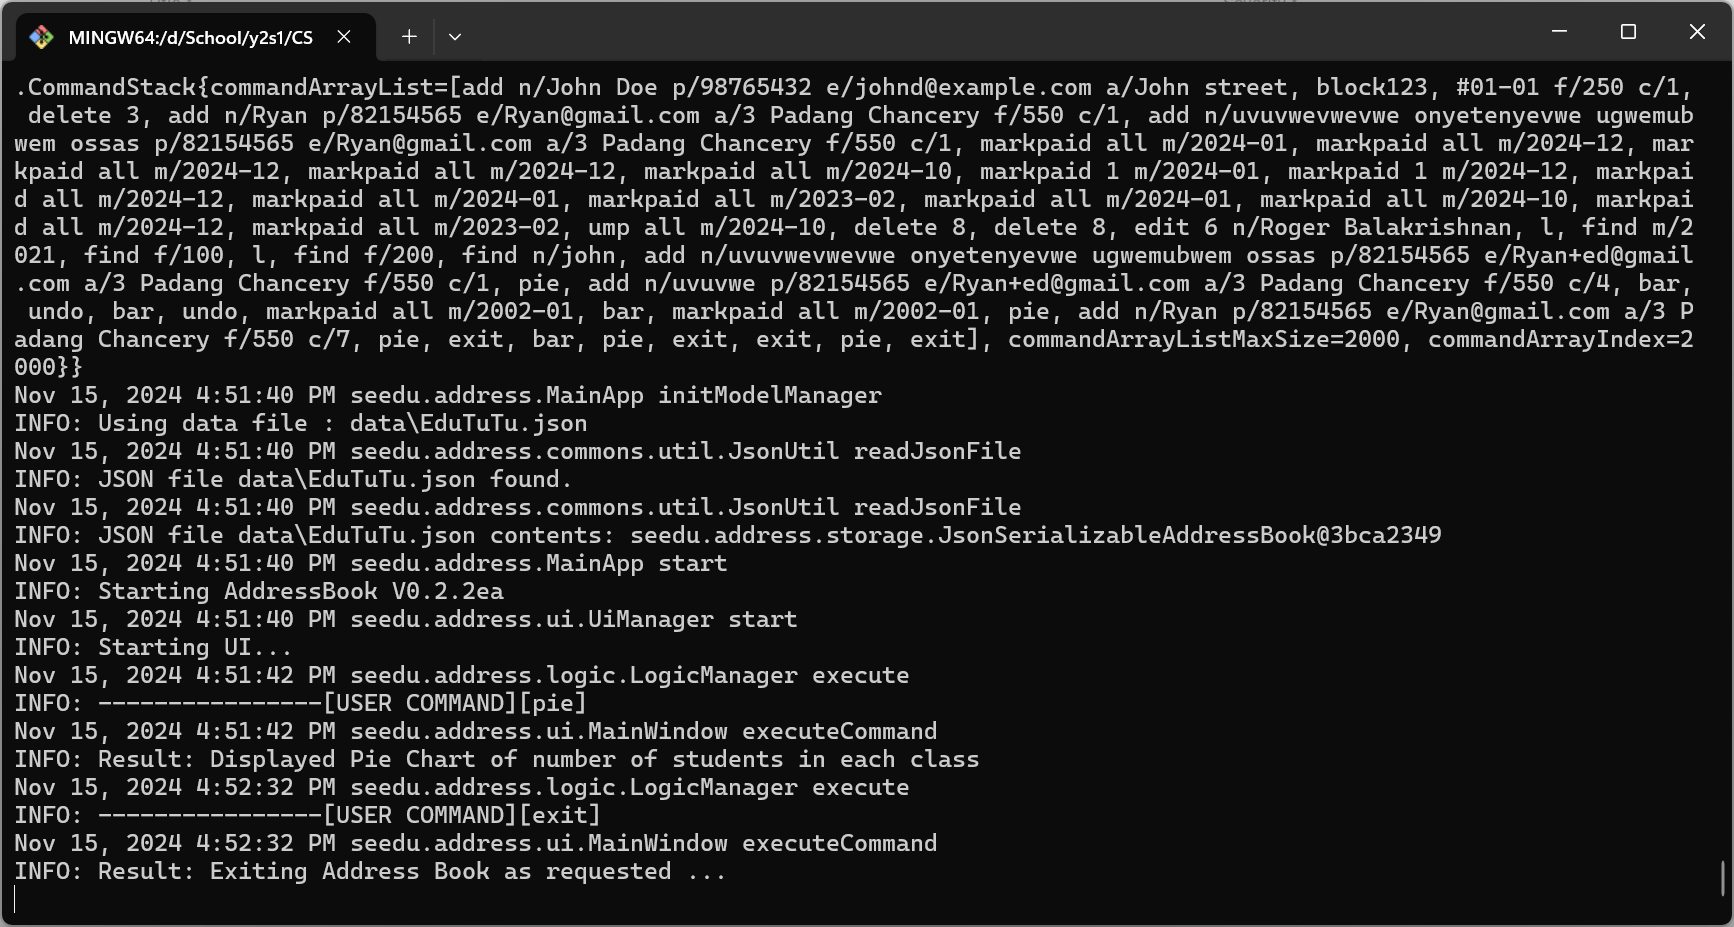 MINGW64:/d/School/y2s1/CS
.CommandStack{commandArrayList=[add n/John Doe p/98765432 e/johnd@example.com a/John street, block123, #01-01 f/250 c/1,
 delete 3, add n/Ryan p/82154565 e/Ryan@gmail.com a/3 Padang Chancery f/550 c/1, add n/uvuvwevwevwe onyetenyevwe ugwemub
wem ossas p/82154565 e/Ryan@gmail.com a/3 Padang Chancery f/550 c/1, markpaid all m/2024-01, markpaid all m/2024-12, mar
kpaid all m/2024-12, markpaid all m/2024-12, markpaid all m/2024-10, markpaid 1 m/2024-01, markpaid 1 m/2024-12, markpai
d all m/2024-12, markpaid all m/2024-01, markpaid all m/2023-02, markpaid all m/2024-01, markpaid all m/2024-10, markpai
d all m/2024-12, markpaid all m/2023-02, ump all m/2024-10, delete 8, delete 8, edit 6 n/Roger Balakrishnan, l, find m/2
021, find f/100, l, find f/200, find n/john, add n/uvuvwevwevwe onyetenyevwe ugwemubwem ossas p/82154565 e/Ryan+ed@gmail
.com a/3 Padang Chancery f/550 c/1, pie, add n/uvuvwe p/82154565 e/Ryan+ed@gmail.com a/3 Padang Chancery f/550 c/4, bar,
 undo, bar, undo, markpaid all m/2002-01, bar, markpaid all m/2002-01, pie, add n/Ryan p/82154565 e/Ryan@gmail.com a/3 P
adang Chancery f/550 c/7, pie, exit, bar, pie, exit, exit, pie, exit], commandArrayListMaxSize=2000, commandArrayIndex=2
000}}
Nov 15, 2024 4:51:40 PM seedu.address.MainApp initModelManager
INFO: Using data file : data\EduTuTu.json
Nov 15, 2024 4:51:40 PM seedu.address.commons.util.JsonUtil readJsonFile
INFO: JSON file data\EduTuTu.json found.
Nov 15, 2024 4:51:40 PM seedu.address.commons.util.JsonUtil readJsonFile
INFO: JSON file data\EduTuTu.json contents: seedu.address.storage.JsonSerializableAddressBook@3bca2349
Nov 15, 2024 4:51:40 PM seedu.address.MainApp start
INFO: Starting AddressBook V0.2.2ea
Nov 15, 2024 4:51:40 PM seedu.address.ui.UiManager start
INFO: Starting UI...
Nov 15, 2024 4:51:42 PM seedu.address.logic.LogicManager execute
INFO: ----------------[USER COMMAND][pie]
Nov 15, 2024 4:51:42 PM seedu.address.ui.MainWindow executeCommand
INFO: Result: Displayed Pie Chart of number of students in each class
Nov 15, 2024 4:52:32 PM seedu.address.logic.LogicManager execute
INFO: ----------------[USER COMMAND][exit]
Nov 15, 2024 4:52:32 PM seedu.address.ui.MainWindow executeCommand
INFO: Result: Exiting Address Book as requested ...